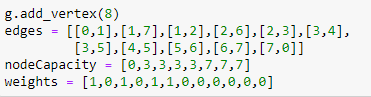 g.add_vertex(8)
edges = [[0,1],[1,7],[1,2],[2,6],[2,3],[3,4],
[3,5],[4,5],[5,6],[6,7],[7,0]]
nodeCapacity = [0,3,3,3,3,7,7,7]
weights = [1,0,1,0,1,1,0,0,0,0,0,0]